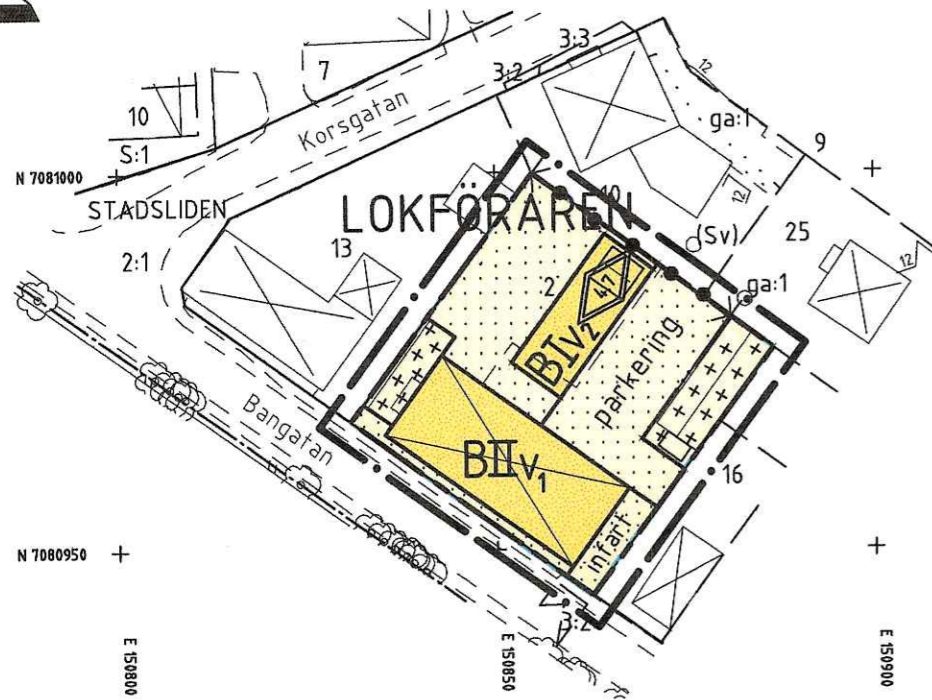 3:3
3:2
7
12
Korsgatan
10
S:1
ga:1
9
N 7081000
10
STADSLIDEN
LOKFÖRAREN
12
(Sv)
25
13
2:1
2
47
ga:1
12
BIv2
parkering
Bangatan
BIIv1
16
infart
N 7080950
3:2
E 150800
E 150850
E 150900